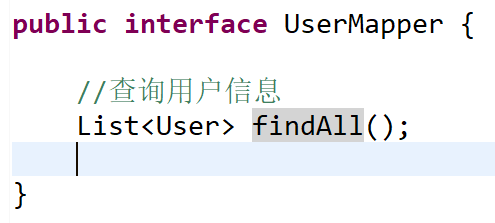 public interface UserMapper {
//查询用户信息
List<User> findAll();
}